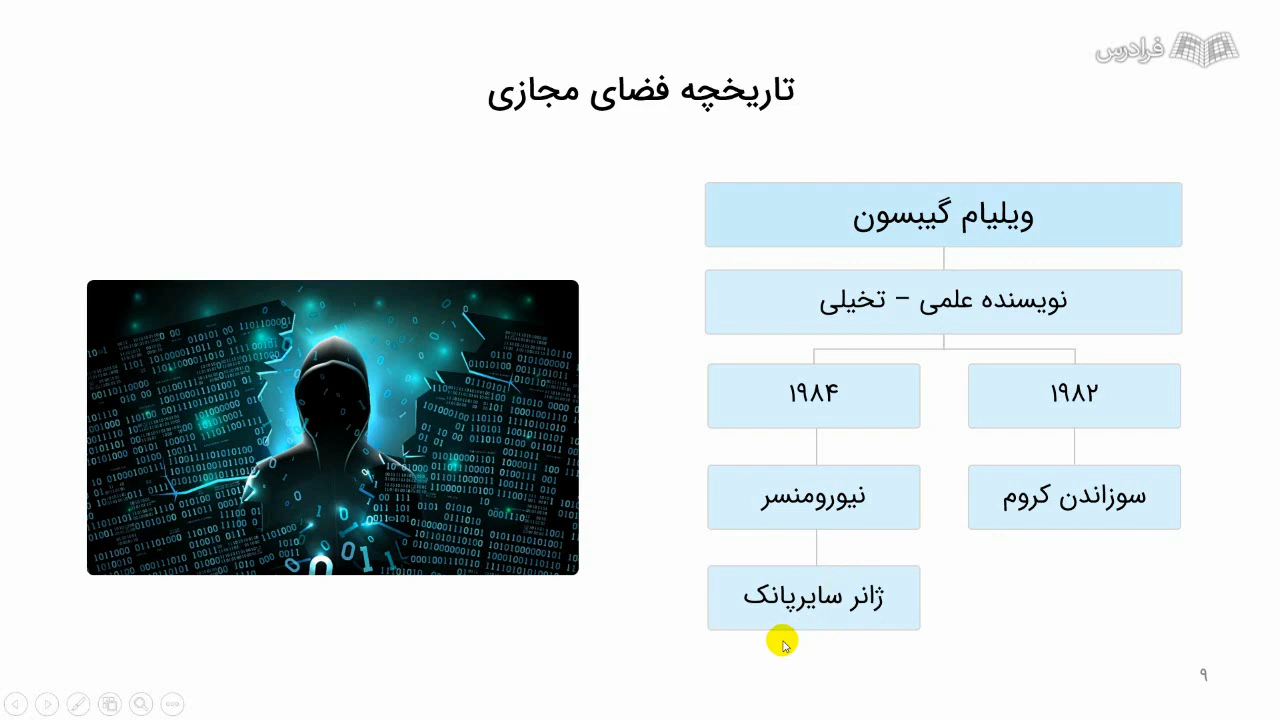 فرادرس
تاریخچه فضای مجازی
ویلیام گیبسون
نویسنده علمی – تخیلی
۱۹۸۲
۱۹۸۴
سوزاندن کروم
نیورومنسر
ژانر سایرپانک
۹